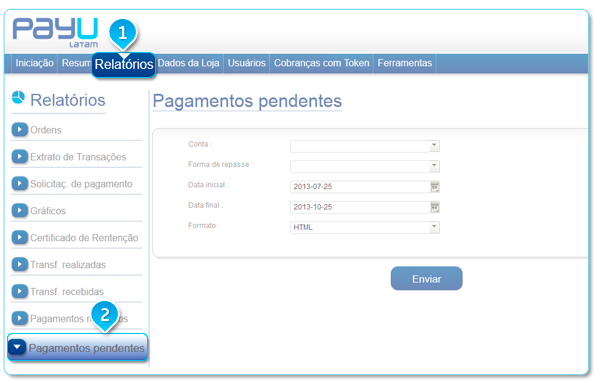 PayU
LATAM
1
Iniciação Resum Relatórios Dados da Loja Usuários Cobranças com Token Ferramentas
Relatórios
Ordens
Extrato de Transações
Solicitaç. de pagamento
Gráficos
Certificado de Rentenção
Transf. realizadas
Transf. recebidas
Pagamentos r os
2
Pagamentos pendentes
Pagamentos pendentes
Conta :
Forma de repasse :
Data inicial : 2013-07-25
Data final : 2013-10-25
Formato : HTML
Enviar